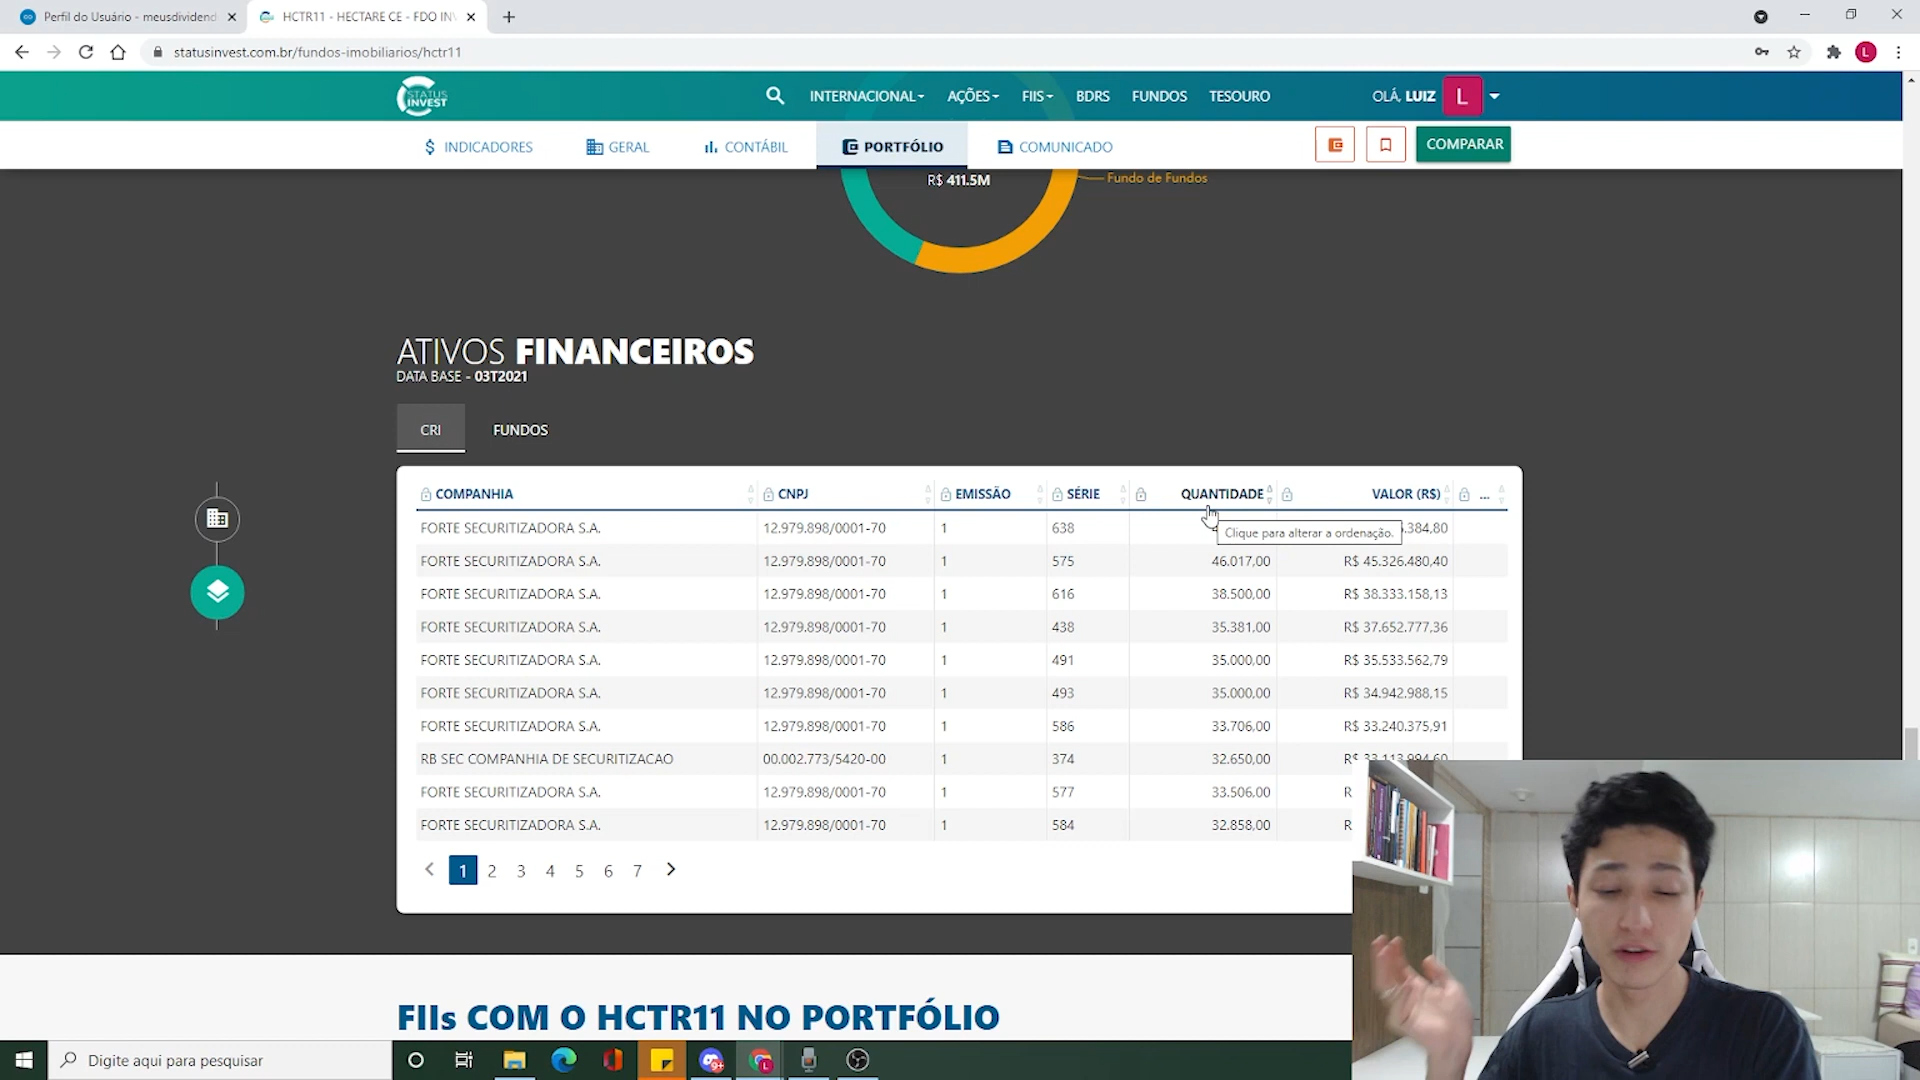 Perfil do Usuário - meusdividend
HCTR11 - HECTARE CE - FDO INV
statusinvest.com.br/fundos-imobiliarios/hctr11
L
STATUS
INVEST
INTERNACIONAL
AÇÕES
FIIS
BDRS
FUNDOS
TESOURO
OLÁ, LUIZ
L
INDICADORES
GERAL
CONTÁBIL
PORTFÓLIO
COMUNICADO
COMPARAR
R$ 411.5M
Fundo de Fundos
ATIVOS FINANCEIROS
DATA BASE - 03T2021
CRI
FUNDOS
COMPANHIA CNPJ EMISSÃO SÉRIE QUANTIDADE VALOR (R$) ...
FORTE SECURITIZADORA S.A. 12.979.898/0001-70 1 638 .384,80
Clique para alterar a ordenação.
FORTE SECURITIZADORA S.A. 12.979.898/0001-70 1 575 46.017,00 R$ 45.326.480,40
FORTE SECURITIZADORA S.A. 12.979.898/0001-70 1 616 38.500,00 R$ 38.333.158,13
FORTE SECURITIZADORA S.A. 12.979.898/0001-70 1 438 35.381,00 R$ 37.652.777,36
FORTE SECURITIZADORA S.A. 12.979.898/0001-70 1 491 35.000,00 R$ 35.533.562,79
FORTE SECURITIZADORA S.A. 12.979.898/0001-70 1 493 35.000,00 R$ 34.942.988,15
FORTE SECURITIZADORA S.A. 12.979.898/0001-70 1 586 33.706,00 R$ 33.240.375,91
RB SEC COMPANHIA DE SECURITIZACAO 00.002.773/5420-00 1 374 32.650,00 R$ 33.113.994,60
FORTE SECURITIZADORA S.A. 12.979.898/0001-70 1 577 33.506,00 R
FORTE SECURITIZADORA S.A. 12.979.898/0001-70 1 584 32.858,00 R
1 2 3 4 5 6 7
FIIs COM O HCTR11 NO PORTFÓLIO
Digite aqui para pesquisar